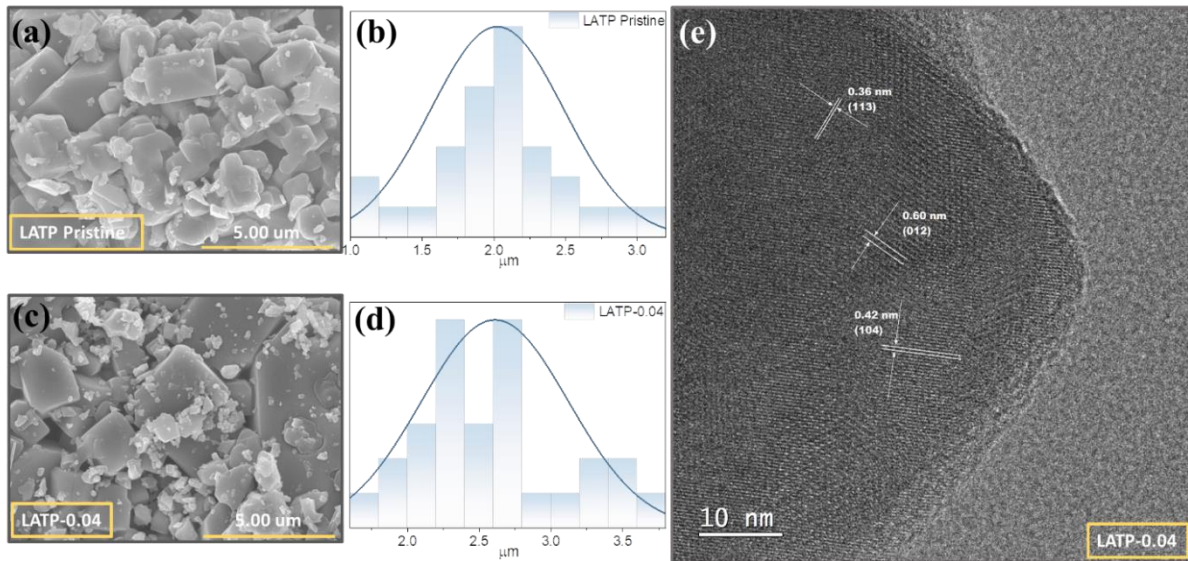 (a)
LATP Pristine
5.00 um
(b)
LATP Pristine
1.0 1.5 2.0 2.5 3.0
μm
(c)
LATP-0.04
5.00 um
(d)
LATP-0.04
2.0 2.5 3.0 3.5
μm
(e)
0.36 nm
(113)
0.60 nm
(012)
0.42 nm
(104)
10 nm
LATP-0.04